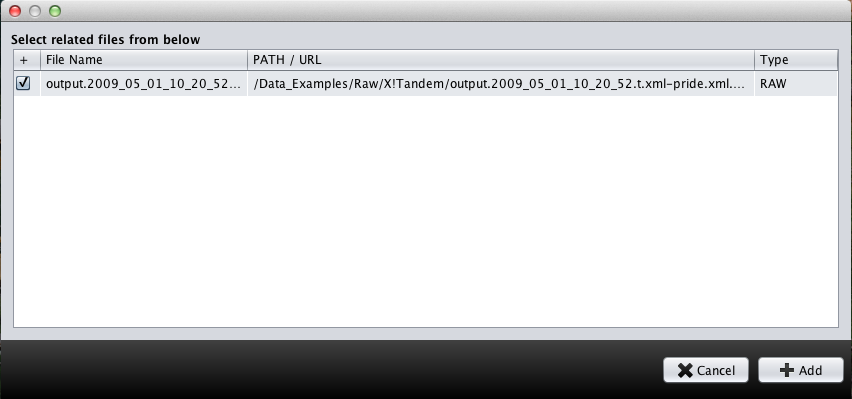 Select related files from below
+ File Name PATH / URL Type
output.2009_05_01_10_20_52... /Data_Examples/Raw/X!Tandem/output.2009_05_01_10_20_52.t.xml-pride.xml.... RAW
Cancel Add